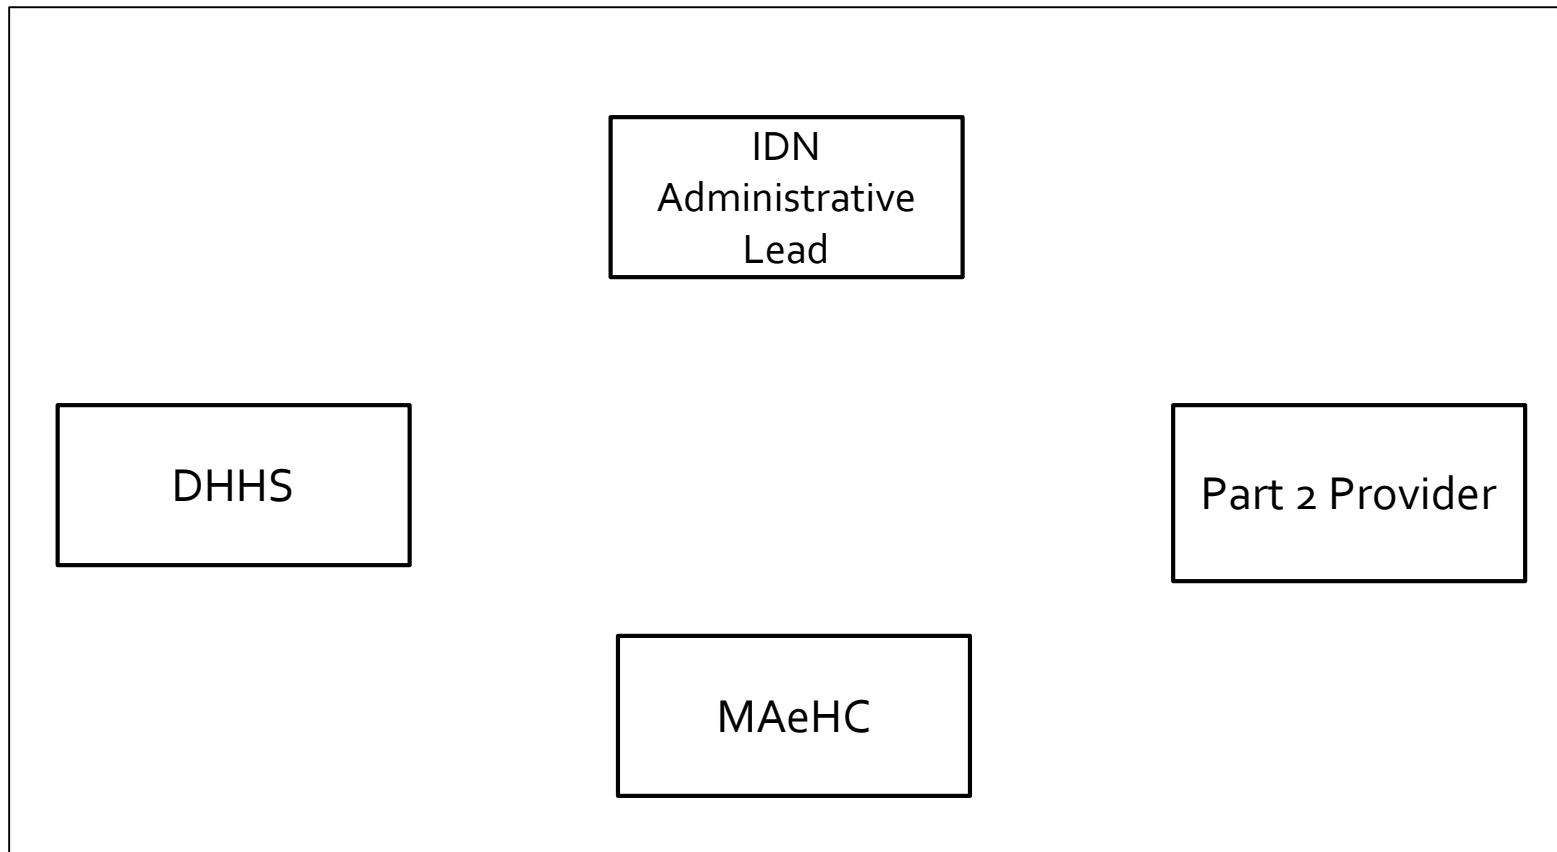 IDN
Administrative
Lead
DHHS
Part 2 Provider
MAeHC